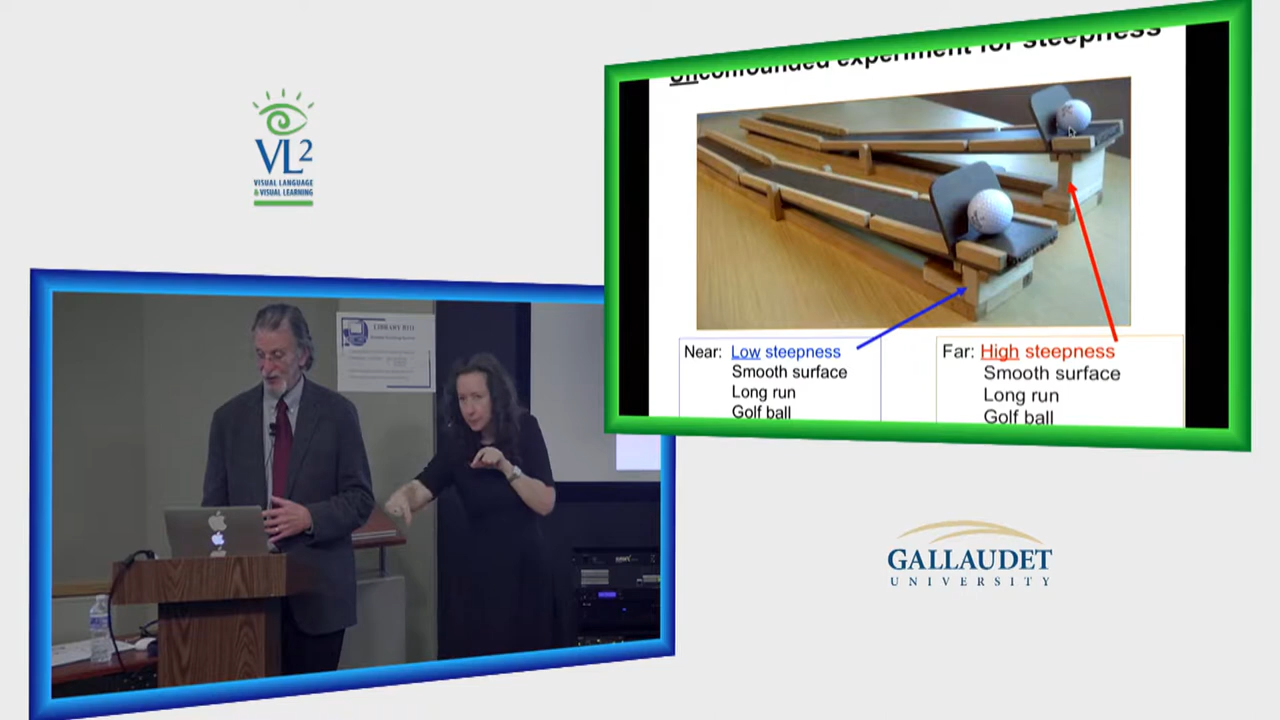 VL2
VISUAL LANGUAGE
& VISUAL LEARNING
Unconfounded experiment for steepness
Near: Low steepness
Smooth surface
Long run
Golf ball
Far: High steepness
Smooth surface
Long run
Golf ball
LIBRARY B111
GALLAUDET
UNIVERSITY